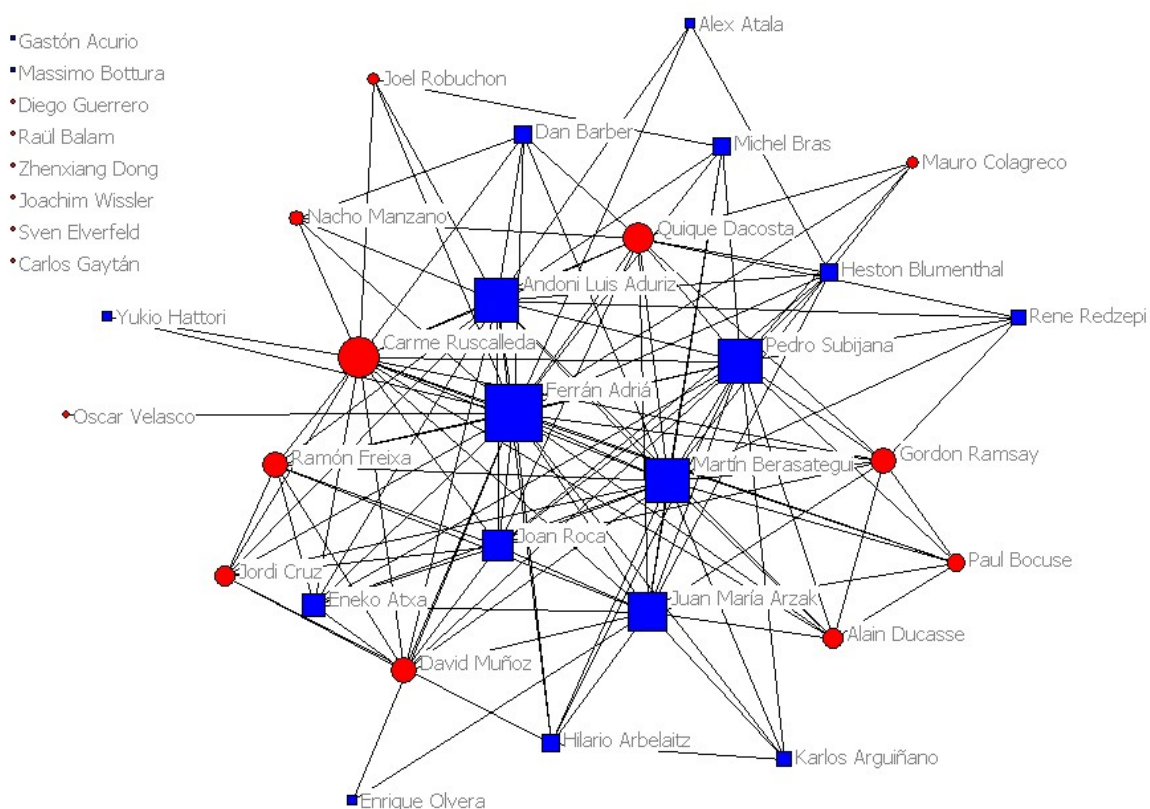 Gastón Acurio
Massimo Bottura
Diego Guerrero
Raül Balam
Zhenxiang Dong
Joachim Wissler
Sven Elverfeld
Carlos Gaytán
Alex Atala
Joel Robuchon
Dan Barber
Michel Bras
Mauro Colagreco
Nacho Manzano
Quique Dacosta
Heston Blumenthal
Andoni Luis Aduriz
Yukio Hattori
Rene Redzepi
Carme Ruscalleda
Pedro Subijana
Ferrán Adriá
Oscar Velasco
Ramón Freixa
Martín Berasategui
Gordon Ramsay
Joan Roca
Paul Bocuse
Jordi Cruz
Eneko Atxa
Juan María Arzak
Alain Ducasse
David Muñoz
Hilario Arbelaitz
Karlos Arguiñano
Enrique Olvera